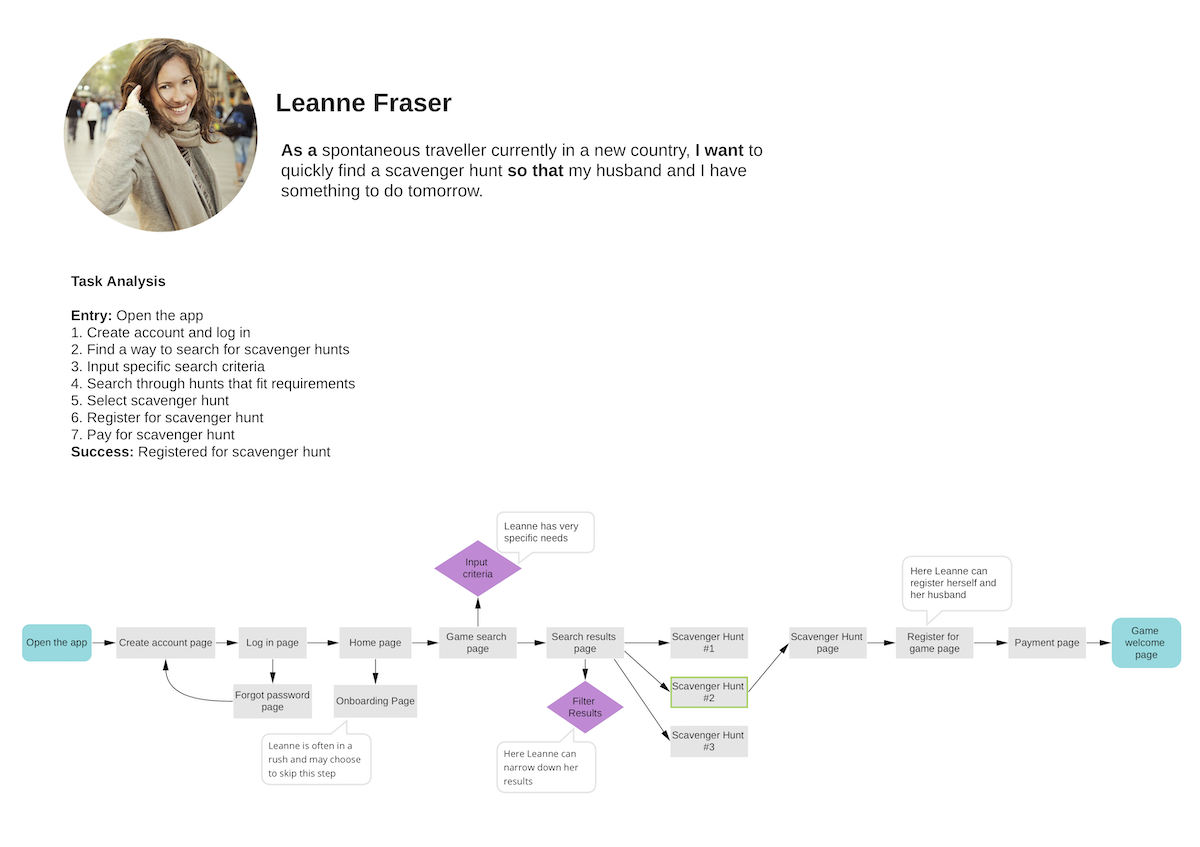 Leanne Fraser
As a spontaneous traveller currently in a new country, I want to
quickly find a scavenger hunt so that my husband and I have
something to do tomorrow.
Task Analysis
Entry: Open the app
1. Create account and log in
2. Find a way to search for scavenger hunts
3. Input specific search criteria
4. Search through hunts that fit requirements
5. Select scavenger hunt
6. Register for scavenger hunt
7. Pay for scavenger hunt
Success: Registered for scavenger hunt
Leanne has very
specific needs
Input
criteria
Here Leanne can
register herself and
her husband
Open the app
Create account page
Log in page
Home page
Game search
page
Search results
page
Scavenger Hunt
#1
Scavenger Hunt
page
Register for
game page
Payment page
Game
welcome
page
Forgot password
page
Onboarding Page
Filter
Results
Scavenger Hunt
#2
Scavenger Hunt
#3
Leanne is often in a
rush and may choose
to skip this step
Here Leanne can
narrow down her
results